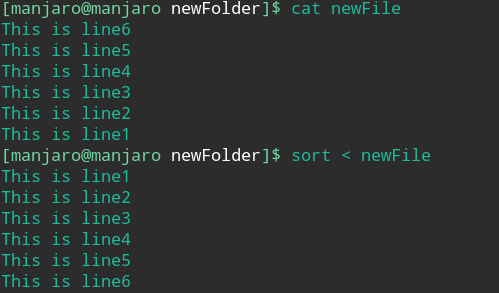 [manjaro@manjaro newFolder]$ cat newFile
This is line6
This is line5
This is line4
This is line3
This is line2
This is line1
[manjaro@manjaro newFolder]$ sort < newFile
This is line1
This is line2
This is line3
This is line4
This is line5
This is line6